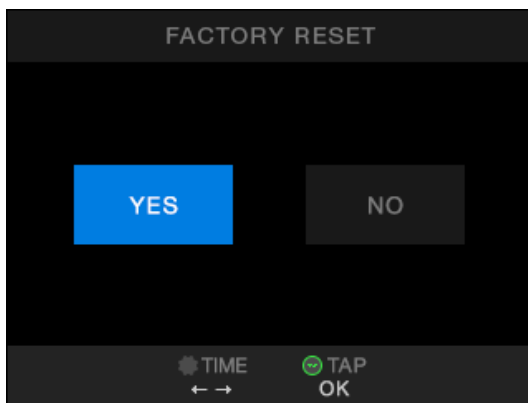 FACTORY RESET
YES NO
TIME TAP
← → OK